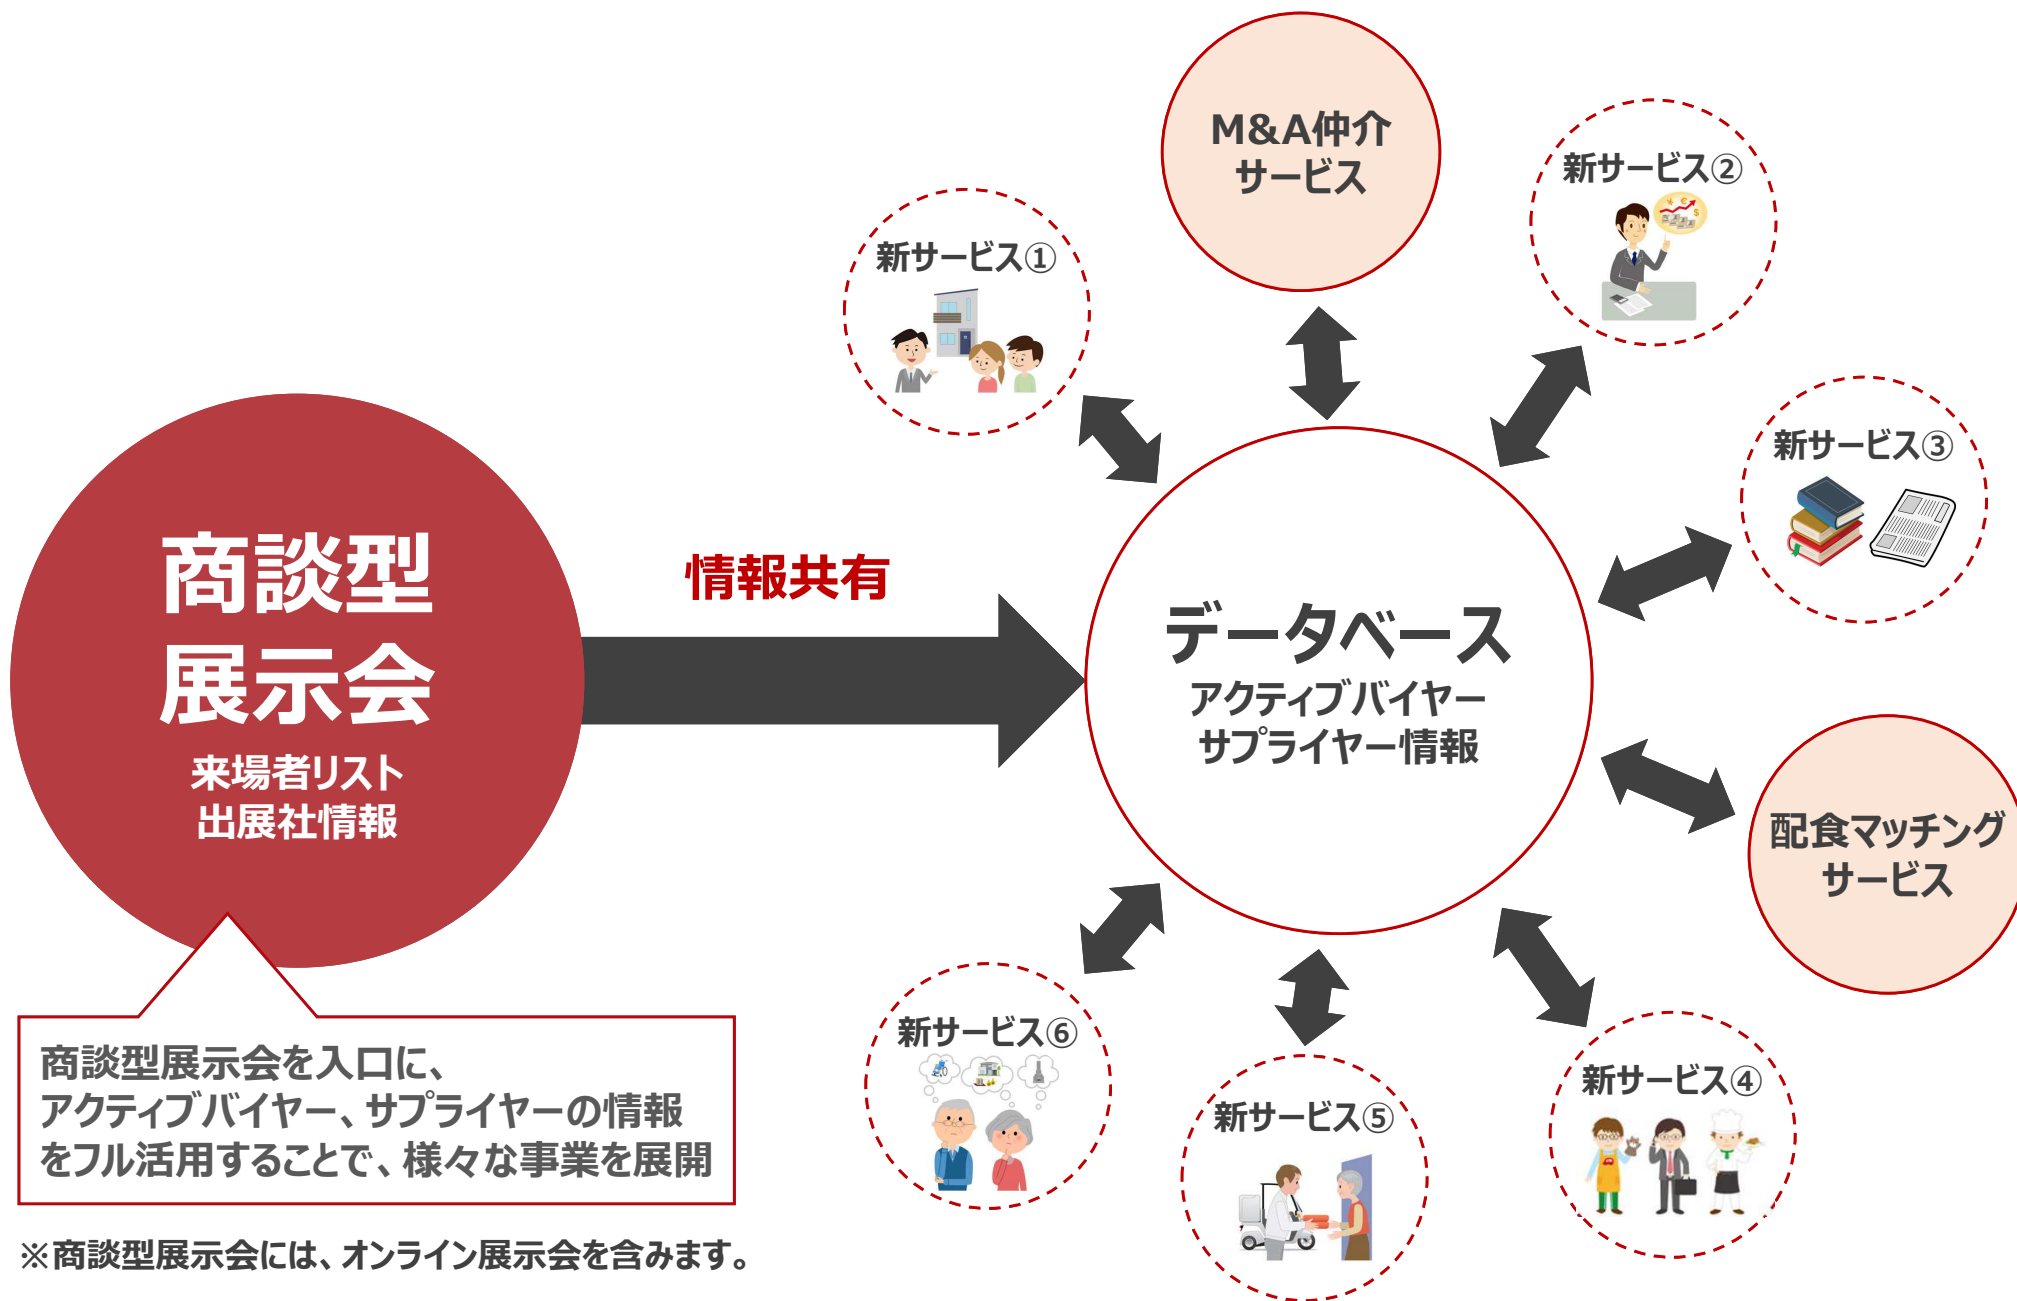 商談型
展示会
来場者リスト
出展社情報
商談型展示会を入口に、
アクティブバイヤー、サプライヤーの情報
をフル活用することで、様々な事業を展開
※商談型展示会には、オンライン展示会を含みます。
情報共有
データベース
アクティブバイヤー
サプライヤー情報
新サービス①
M&A仲介
サービス
新サービス②
新サービス③
配食マッチング
サービス
新サービス④
新サービス⑤
新サービス⑥